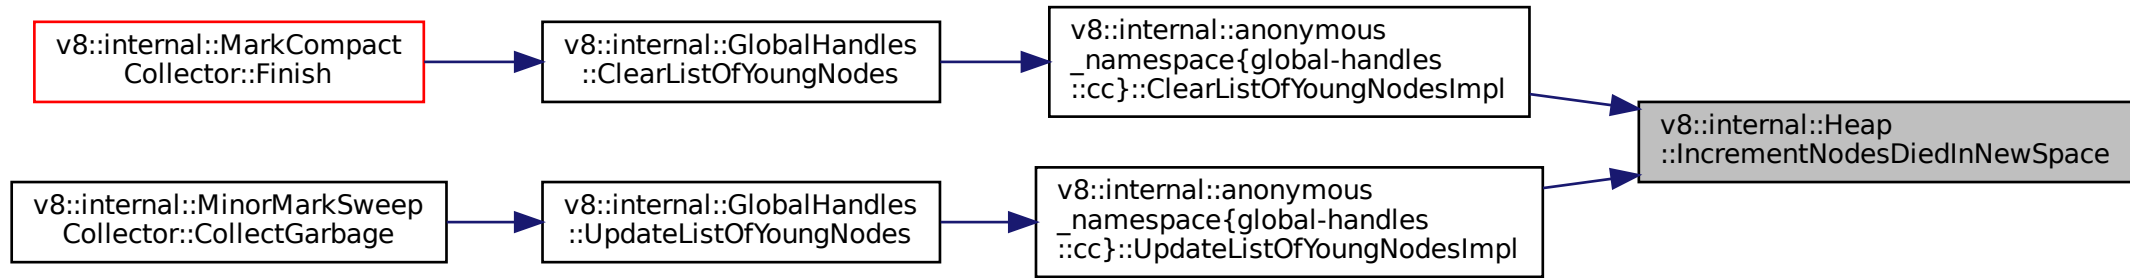 v8::internal::MarkCompact
Collector::Finish
v8::internal::GlobalHandles
::ClearListOfYoungNodes
v8::internal::anonymous
_namespace{global-handles
::cc}::ClearListOfYoungNodesImpl
v8::internal::Heap
::IncrementNodesDiedInNewSpace
v8::internal::MinorMarkSweep
Collector::CollectGarbage
v8::internal::GlobalHandles
::UpdateListOfYoungNodes
v8::internal::anonymous
_namespace{global-handles
::cc}::UpdateListOfYoungNodesImpl